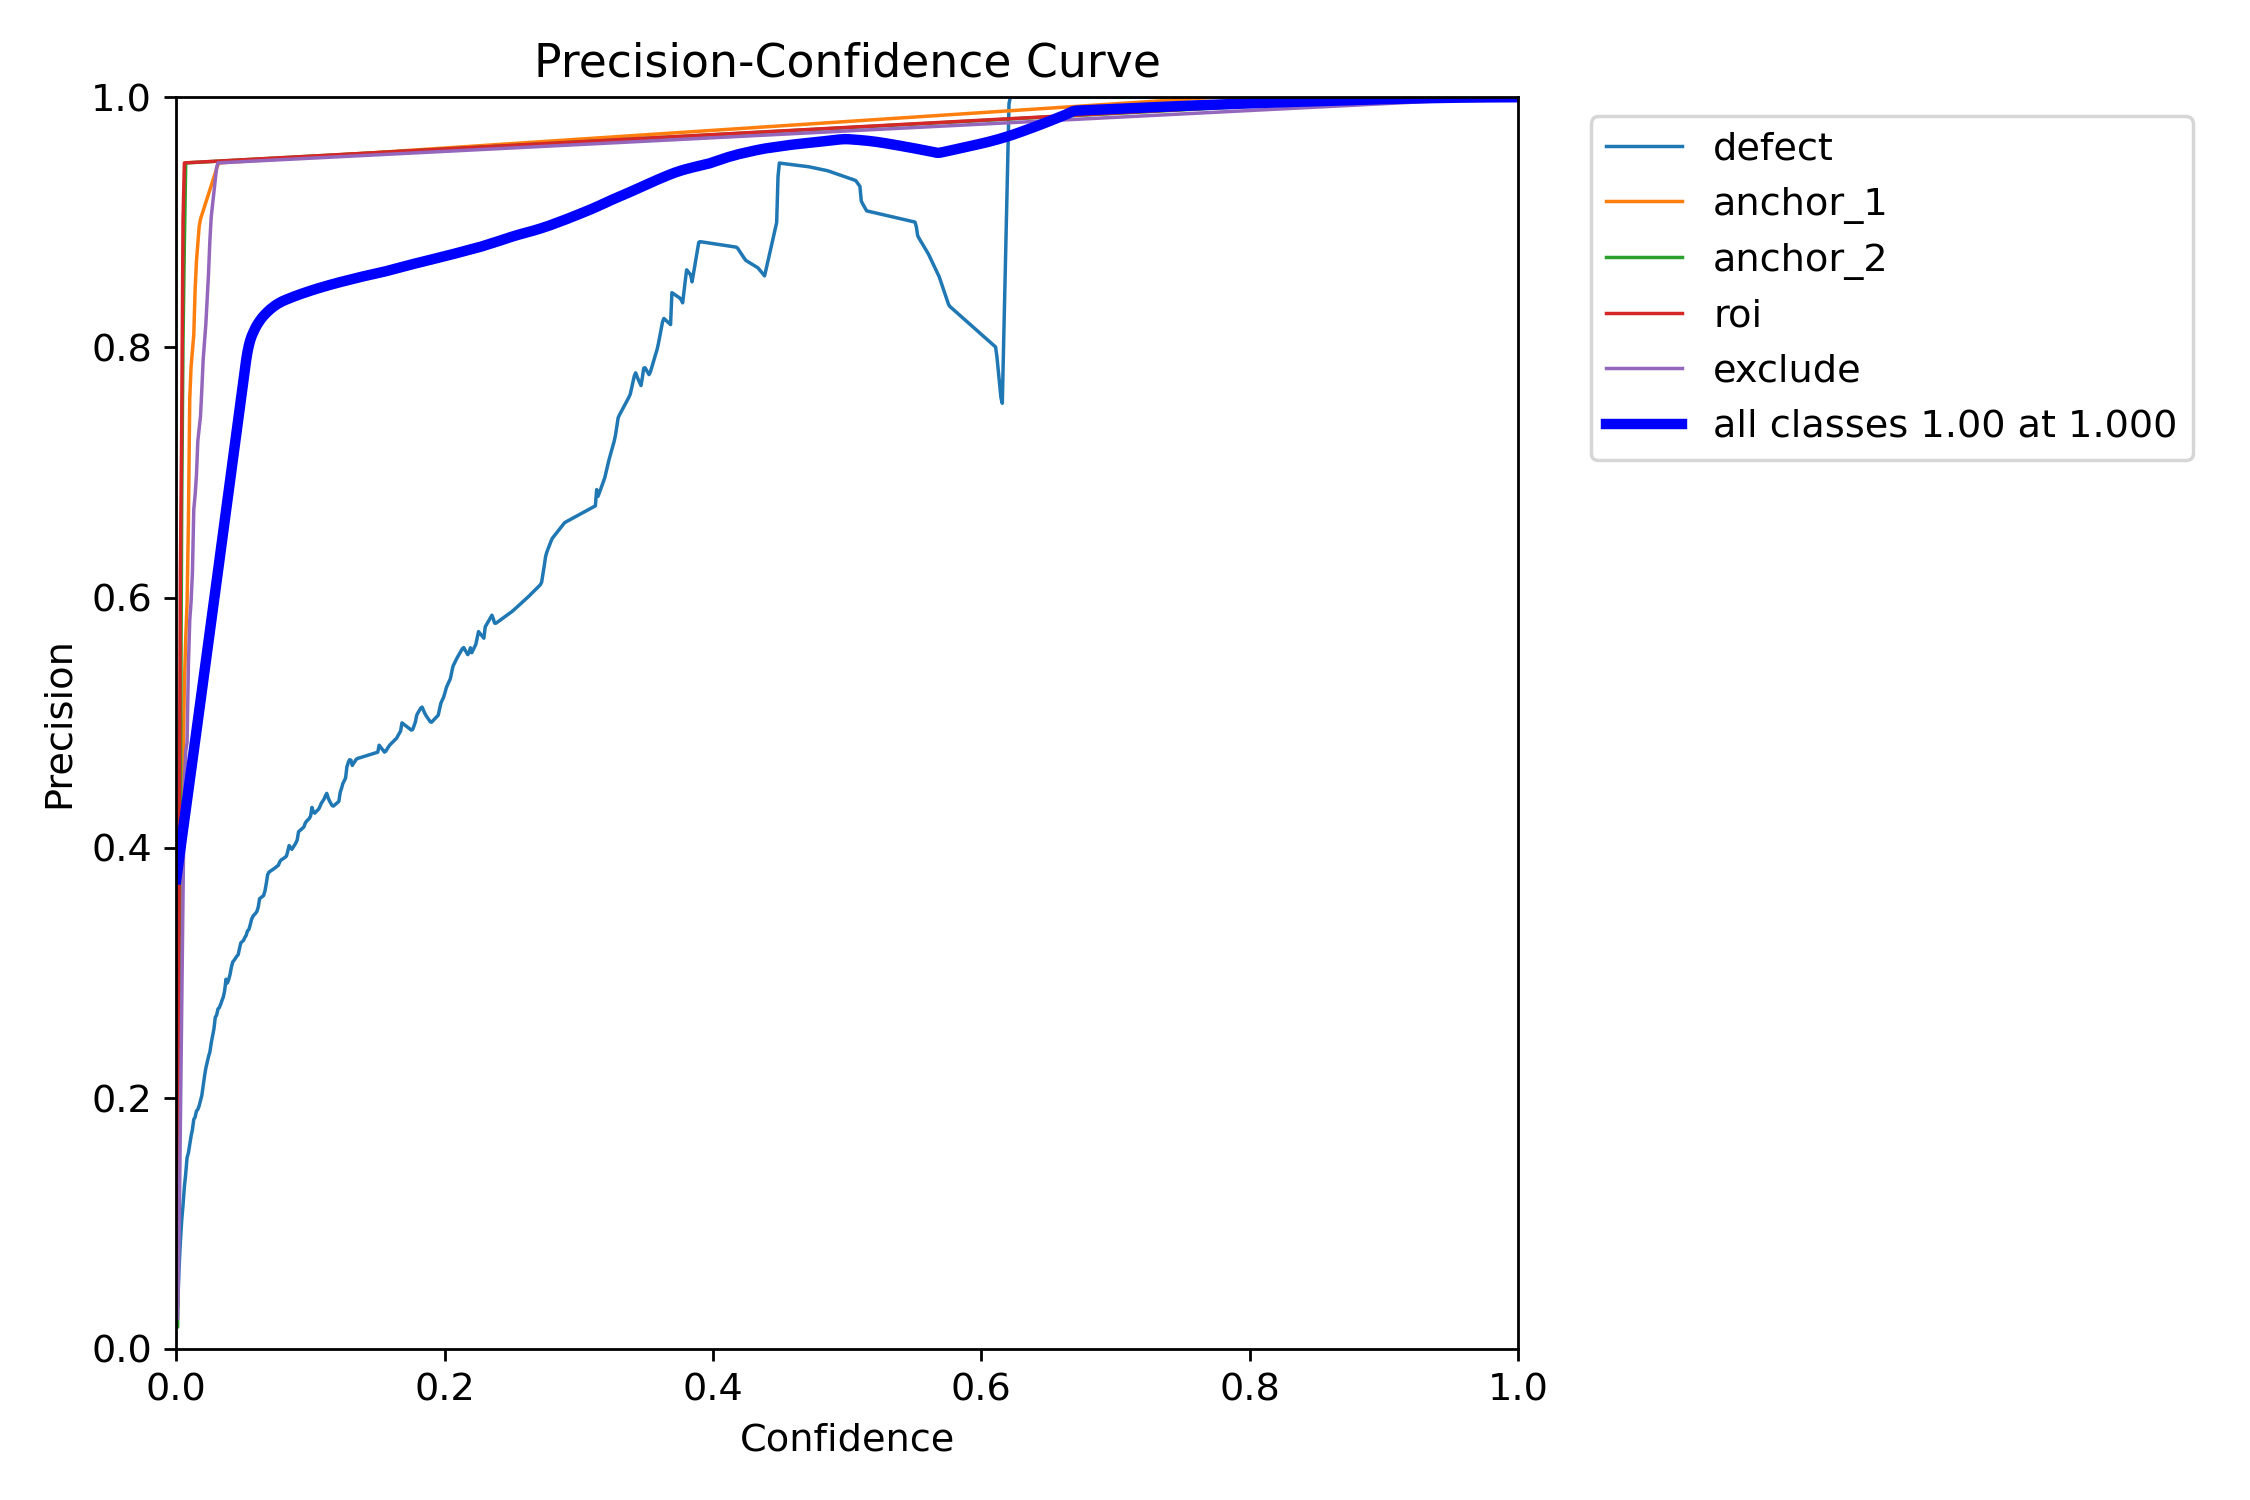 Precision-Confidence Curve
1.0
0.8
0.6
0.4
0.2
0.0
Precision
0.0 0.2 0.4 0.6 0.8 1.0
Confidence
defect
anchor_1
anchor_2
roi
exclude
all classes 1.00 at 1.000